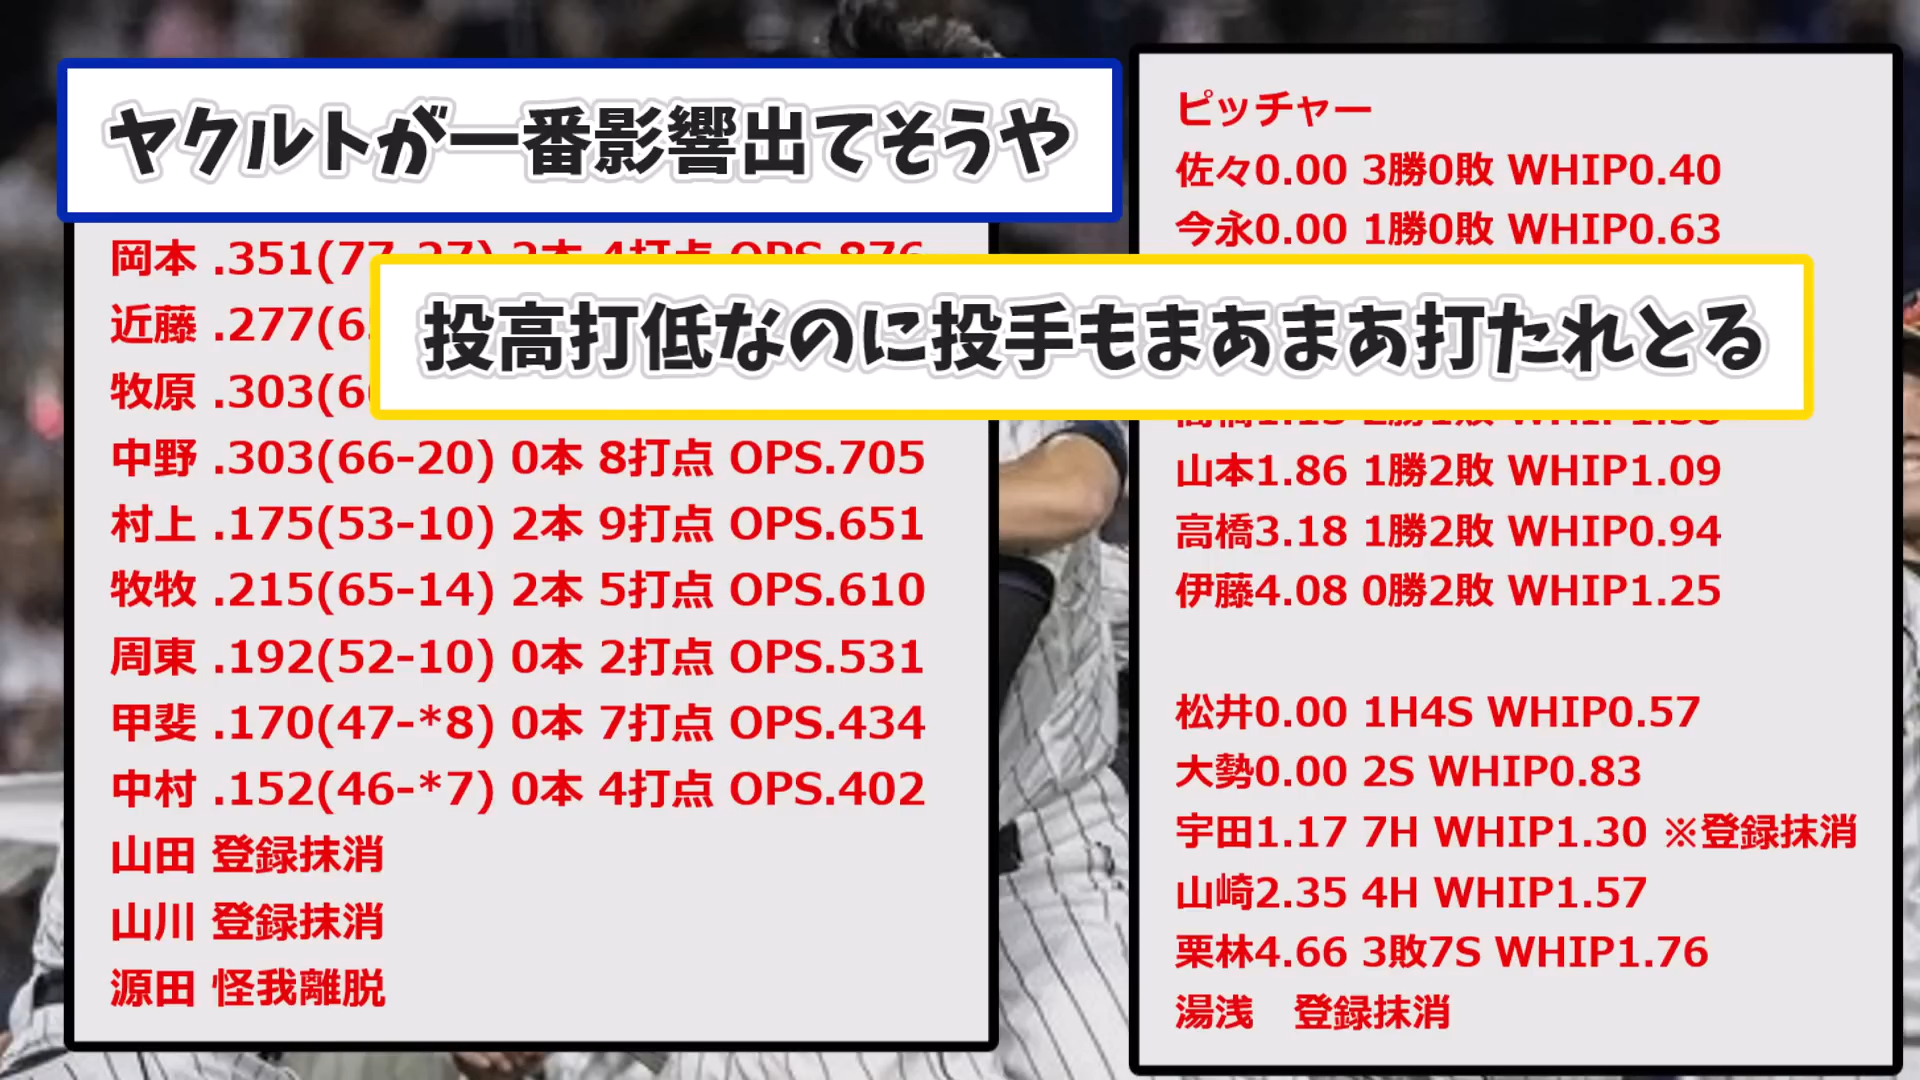 ヤクルトが一番影響出てそうや
投高打低なのに投手もまあまあ打たれとる
岡本 .351(77-27) 2本 4打点 OPS.876
近藤 .277(6
牧原 .303(6
中野 .303(66-20) 0本 8打点 OPS.705
村上 .175(53-10) 2本 9打点 OPS.651
牧牧 .215(65-14) 2本 5打点 OPS.610
周東 .192(52-10) 0本 2打点 OPS.531
甲斐 .170(47-*8) 0本 7打点 OPS.434
中村 .152(46-*7) 0本 4打点 OPS.402
山田 登録抹消
山川 登録抹消
源田 怪我離脱
ピッチャー
佐々0.00 3勝0敗 WHIP0.40
今永0.00 1勝0敗 WHIP0.63
山本1.86 1勝2敗 WHIP1.09
高橋3.18 1勝2敗 WHIP0.94
伊藤4.08 0勝2敗 WHIP1.25
松井0.00 1H4S WHIP0.57
大勢0.00 2S WHIP0.83
宇田1.17 7H WHIP1.30 ※登録抹消
山崎2.35 4H WHIP1.57
栗林4.66 3敗7S WHIP1.76
湯浅　登録抹消